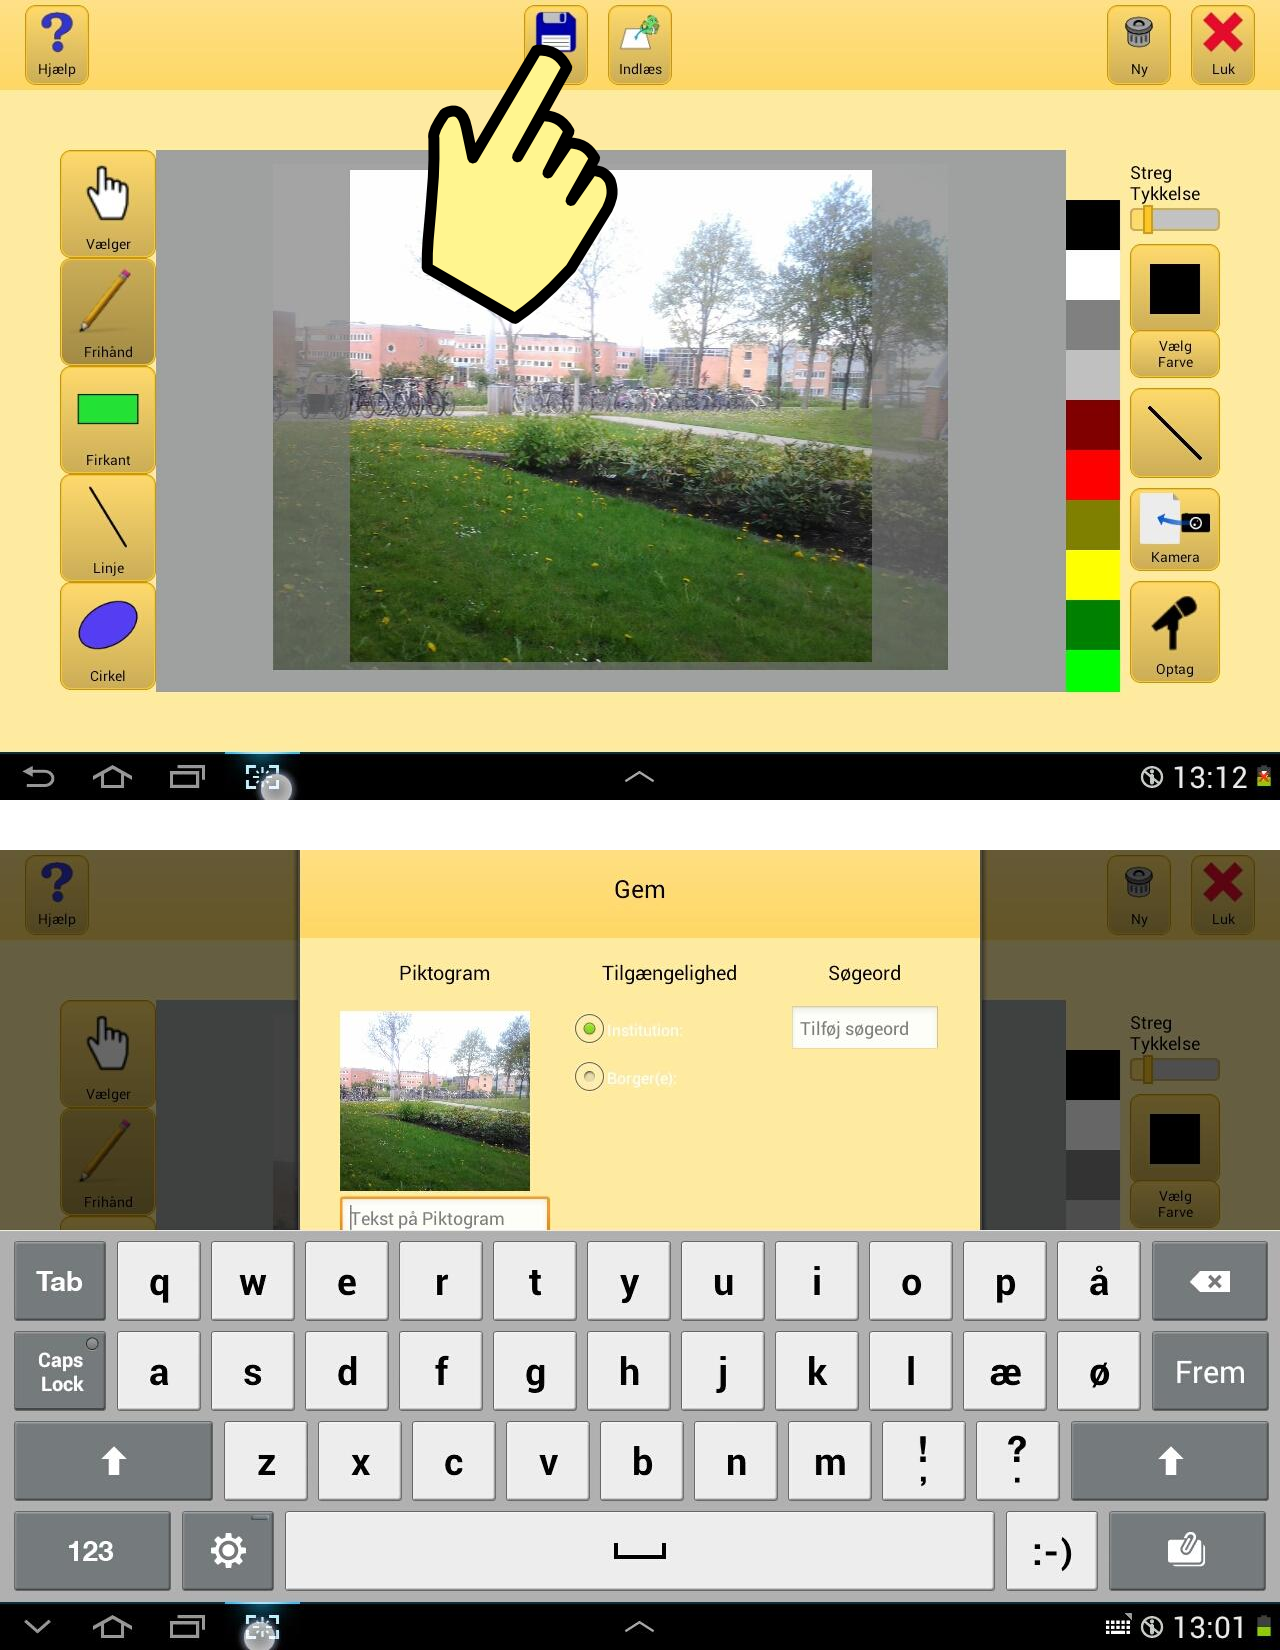 Hjælp
Indlæs
Ny
Luk
Vælger
Frihånd
Firkant
Linje
Cirkel
Streg
Tykkelse
Vælg
Farve
Kamera
Optag
13:12
Hjælp
Gem
Ny
Luk
Piktogram
Tilgængelighed
Søgeord
Institution:
Tilføj søgeord
Borger(e):
Tekst på Piktogram
Vælger
Frihånd
Streg
Tykkelse
Vælg
Farve
Tab q w e r t y u i o p å
Caps
Lock a s d f g h j k l æ ø Frem
z x c v b n m ! , ? .
123 :-)
13:01